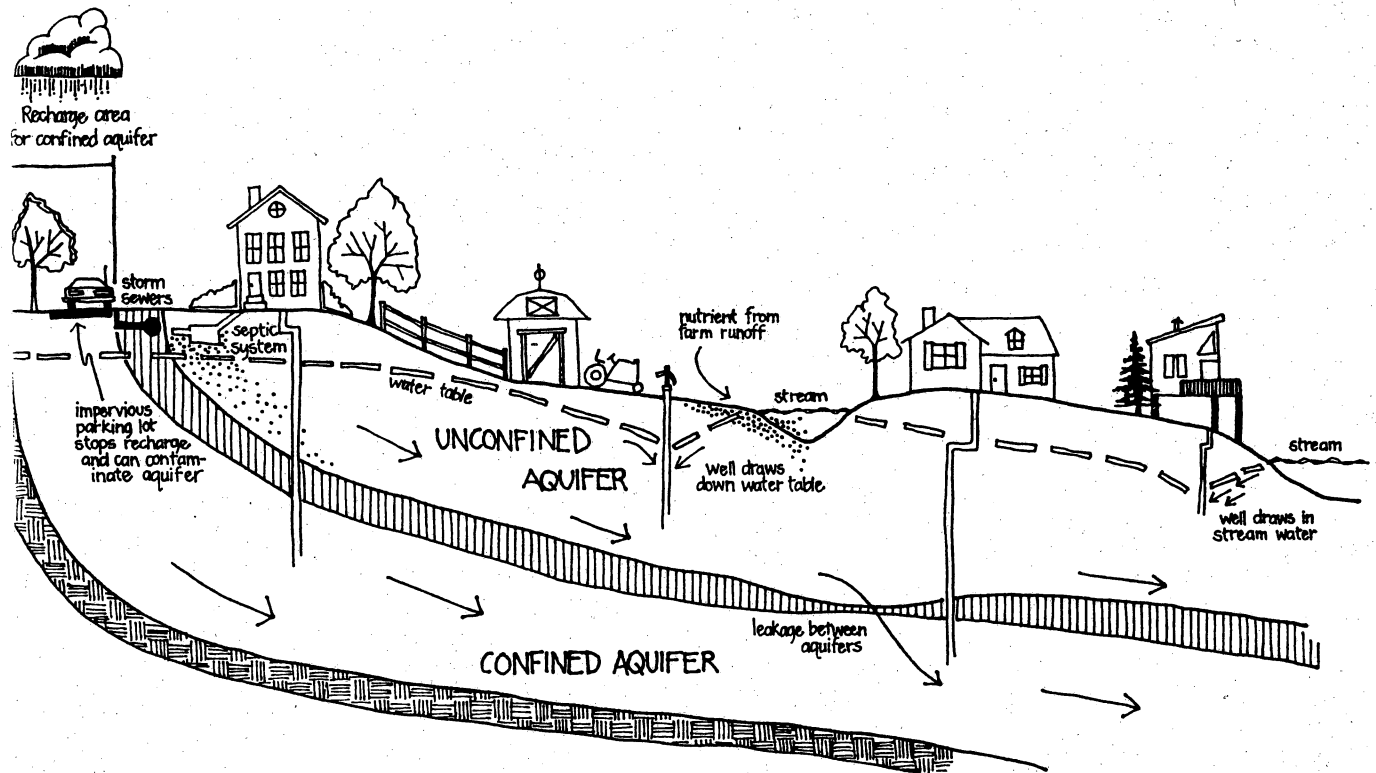 Recharge area
for confined aquifer
storm
sewers
septic
system
water table
impervious
parking lot
stops recharge
and can contam-
inate aquifer
UNCONFINED
AQUIFER
nutrient from
farm runoff
stream
well draws
down water table
stream
well draws in
stream water
leakage between
aquifers
CONFINED AQUIFER